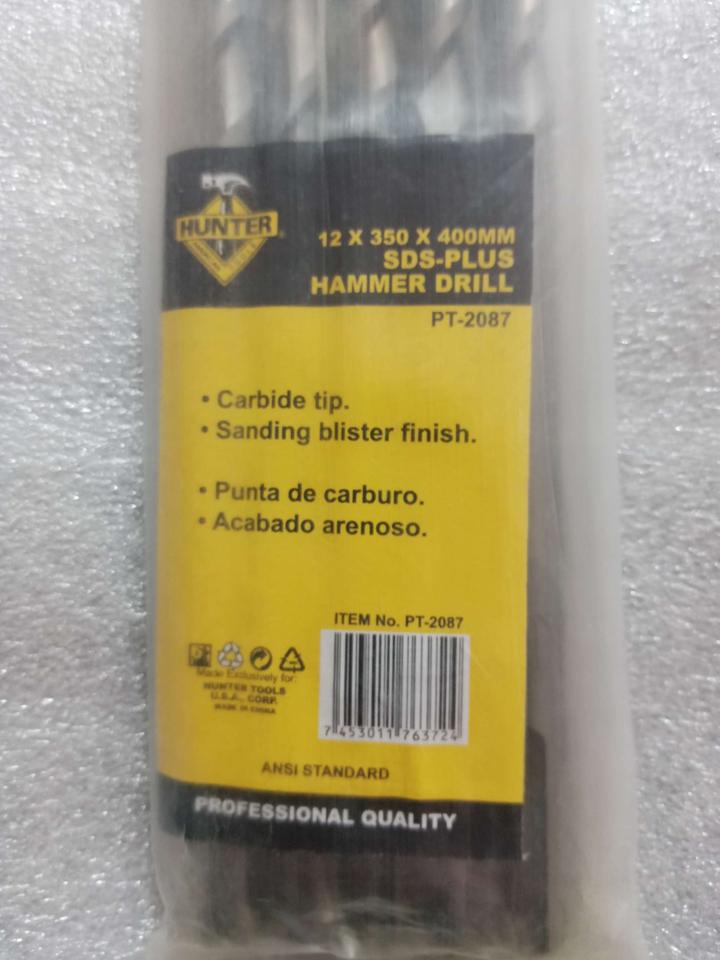 HUNTER
12 X 350 X 400MM
SDS-PLUS
HAMMER DRILL
PT-2087
• Carbide tip.
• Sanding blister finish.
• Punta de carburo.
• Acabado arenoso.
ITEM No. PT-2087
Made Exclusively for:
HUNTER TOOLS
U.S.A., CORP.
MADE IN CHINA
7 453011 763724
ANSI STANDARD
PROFESSIONAL QUALITY